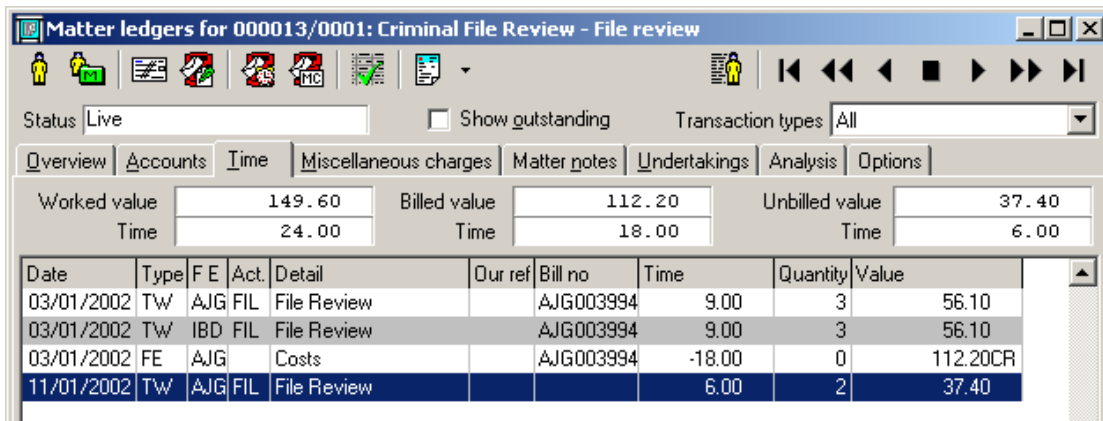 Matter ledgers for 000013/0001: Criminal File Review - File review
M MC
Status Live Show outstanding Transaction types All
Overview Accounts Time Miscellaneous charges Matter notes Undertakings Analysis Options
Worked value 149.60 Billed value 112.20 Unbilled value 37.40
Time 24.00 Time 18.00 Time 6.00
Date Type F E Act. Detail Our ref Bill no Time Quantity Value
03/01/2002 TW AJG FIL File Review AJG003994 9.00 3 56.10
03/01/2002 TW IBD FIL File Review AJG003994 9.00 3 56.10
03/01/2002 FE AJG Costs AJG003994 -18.00 0 112.20CR
11/01/2002 TW AJG FIL File Review 6.00 2 37.40